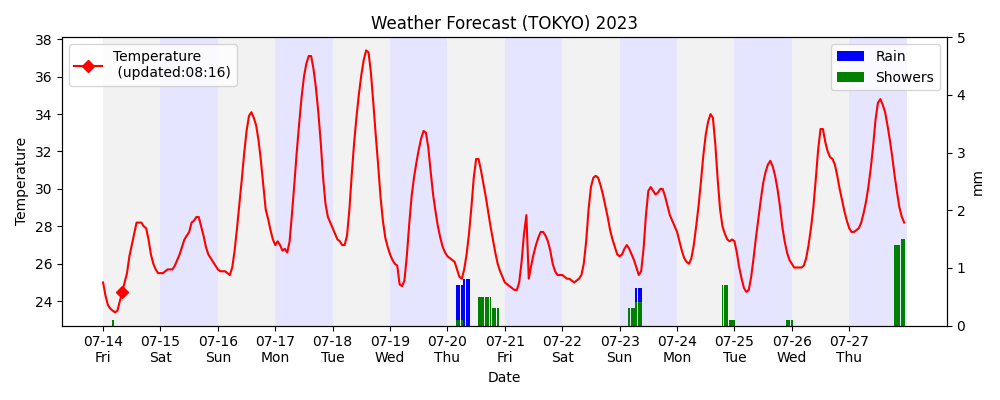 Weather Forecast (TOKYO) 2023
Temperature
(updated:08:16)
Rain
Showers
38
36
34
32
30
28
26
24
Temperature
5
4
3
2
1
0
mm
07-14 07-15 07-16 07-17 07-18 07-19 07-20 07-21 07-22 07-23 07-24 07-25 07-26 07-27
Fri Sat Sun Mon Tue Wed Thu Fri Sat Sun Mon Tue Wed Thu
Date